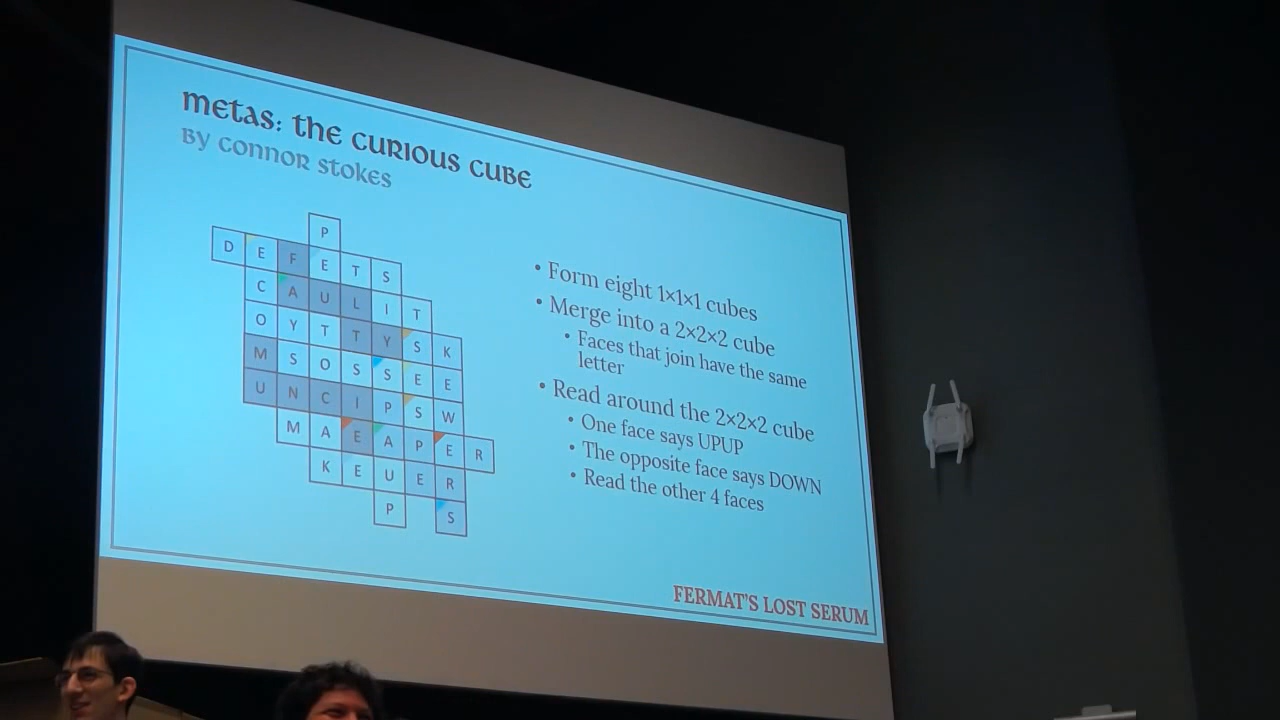 METAS: THE CURIOUS CUBE
BY CONNOR STOKES
P
D E F E T S
C A U L I T
O Y T T Y S K
M S O S S E E
U N C I P S W
M A E A P E R
K E U E R
P S
• Form eight 1×1×1 cubes
• Merge into a 2×2×2 cube
• Faces that join have the same
letter
• Read around the 2×2×2 cube
• One face says UPUP
• The opposite face says DOWN
• Read the other 4 faces
FERMAT'S LOST SERUM